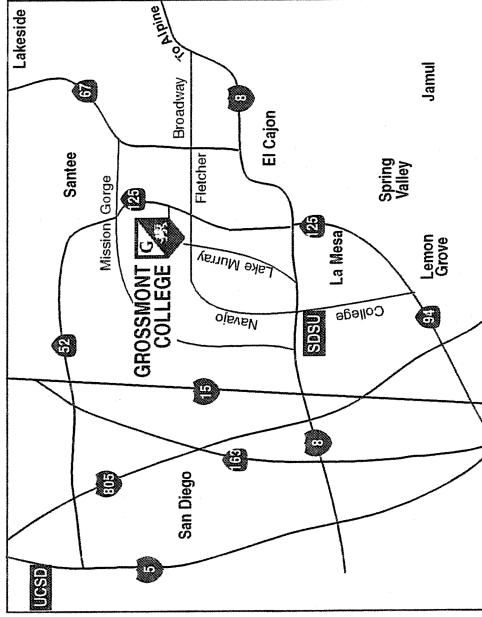 Lakeside
To Alpine
67
Broadway
8
Santee
Mission Gorge
125
Fletcher
El Cajon
Jamul
G
GROSSMONT
COLLEGE
Lake Murray
Spring
Valley
52
Navajo
125
La Mesa
Lemon
Grove
SDSU
College
94
15
805
163
8
San Diego
5
UCSD